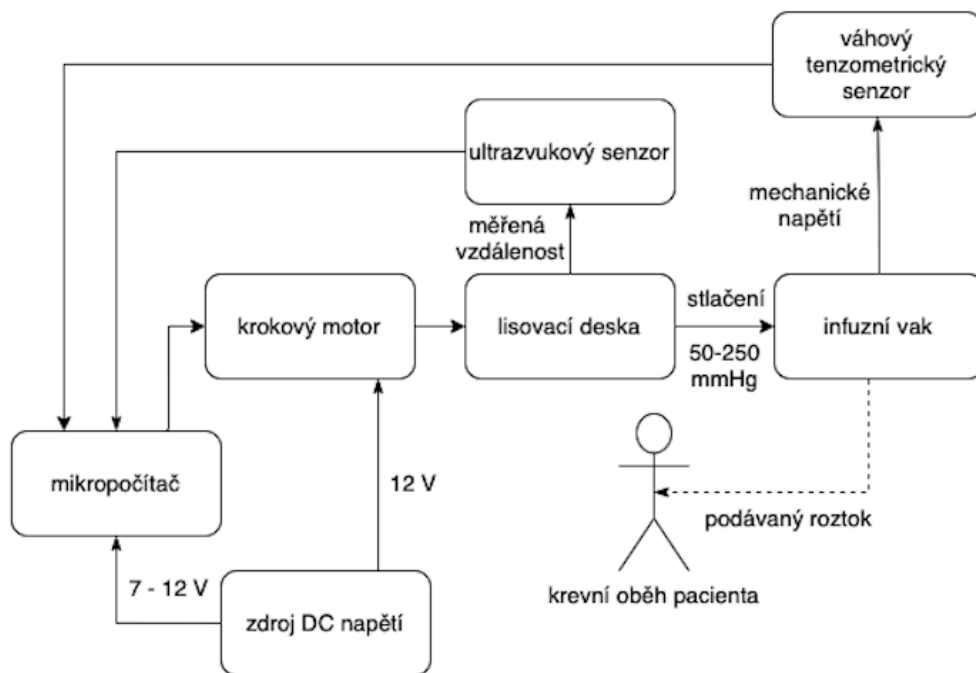 váhový
tenzometrický
senzor
ultrazvukový senzor
mechanické
napětí
měřená
vzdálenost
krokový motor
lisovací deska
stlačení
50-250
mmHg
infuzní vak
mikropočítač
12 V
podávaný roztok
7 - 12 V
zdroj DC napětí
krevní oběh pacienta